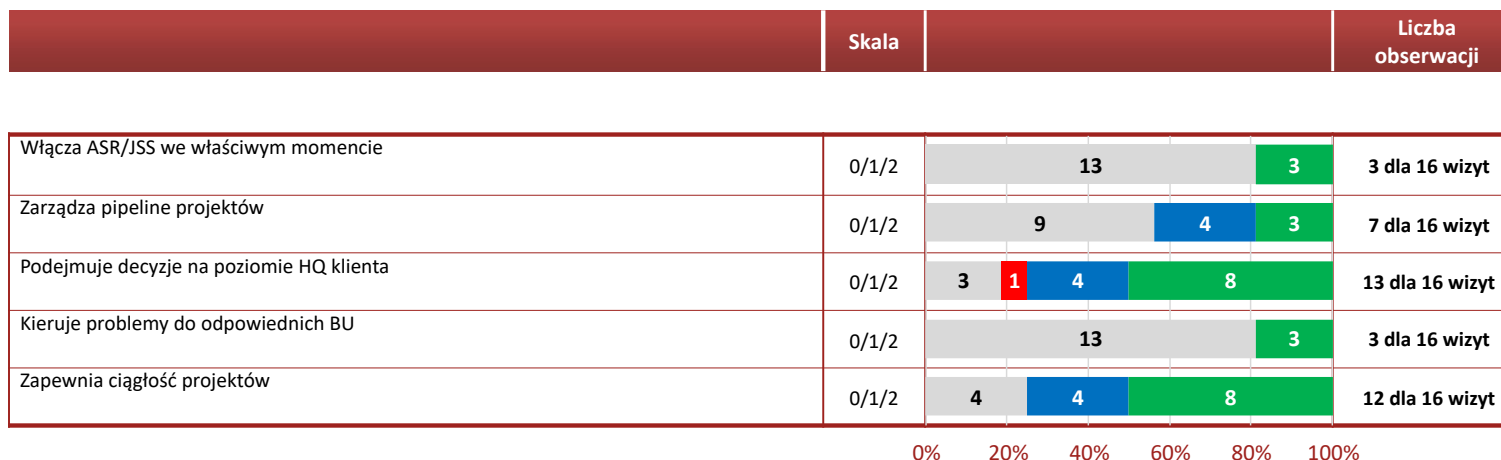 Skala
Liczba
obserwacji
Włącza ASR/JSS we właściwym momencie
0/1/2
13 3
3 dla 16 wizyt
Zarządza pipeline projektów
0/1/2
9 4 3
7 dla 16 wizyt
Podejmuje decyzje na poziomie HQ klienta
0/1/2
3 1 4 8
13 dla 16 wizyt
Kieruje problemy do odpowiednich BU
0/1/2
13 3
3 dla 16 wizyt
Zapewnia ciągłość projektów
0/1/2
4 4 8
12 dla 16 wizyt
0% 20% 40% 60% 80% 100%